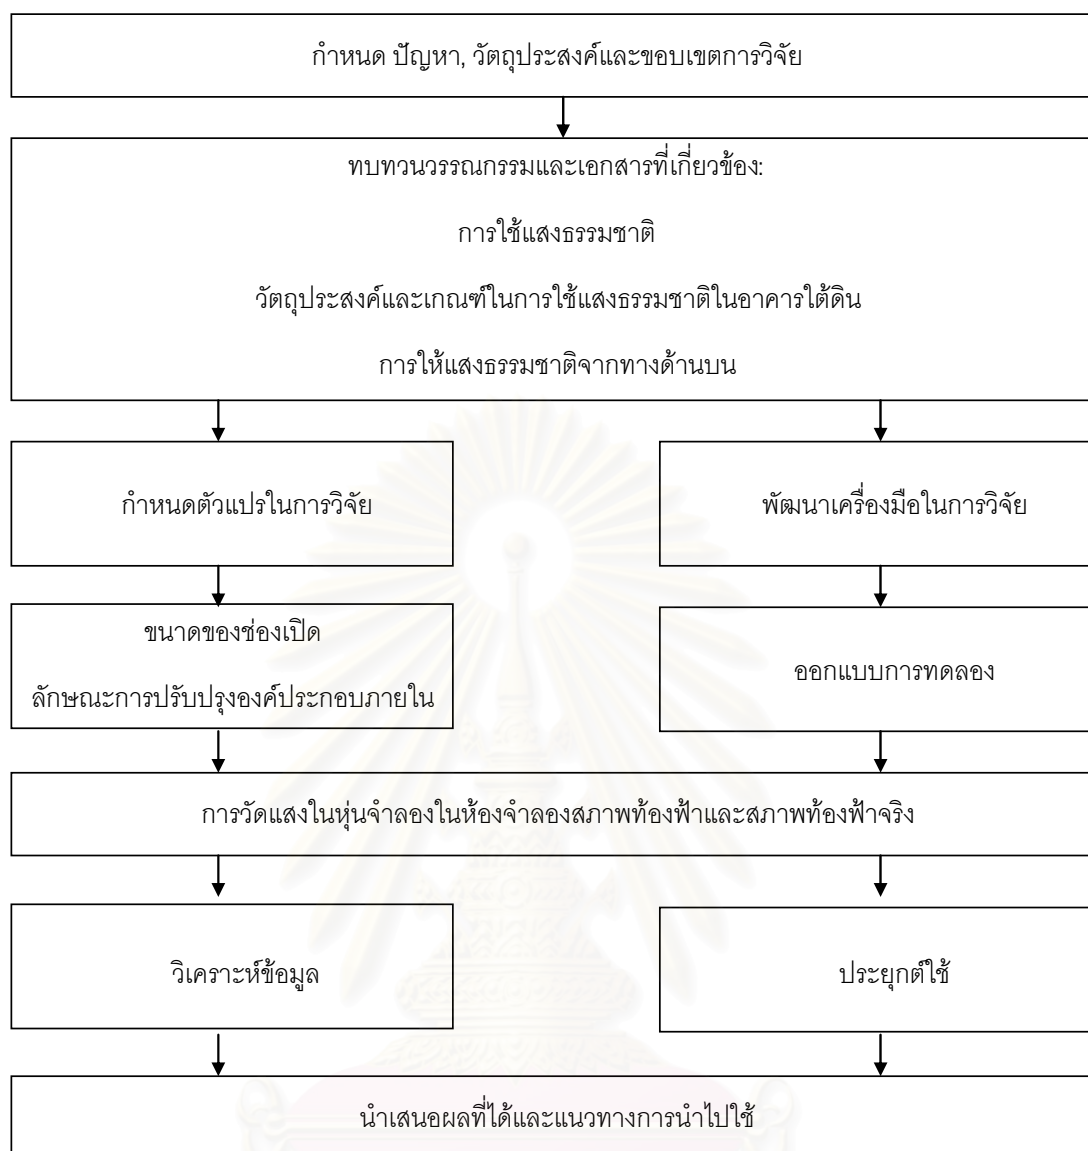 กำหนด ปัญหา, วัตถุประสงค์และขอบเขตการวิจัย
ทบทวนวรรณกรรมและเอกสารที่เกี่ยวข้อง:
การใช้แสงธรรมชาติ
วัตถุประสงค์และเกณฑ์ในการใช้แสงธรรมชาติในอาคารใต้ดิน
การให้แสงธรรมชาติจากทางด้านบน
กำหนดตัวแปรในการวิจัย
พัฒนาเครื่องมือในการวิจัย
ขนาดของช่องเปิด
ลักษณะการปรับปรุงองค์ประกอบภายใน
ออกแบบการทดลอง
การวัดแสงในหุ่นจำลองในห้องจำลองสภาพท้องฟ้าและสภาพท้องฟ้าจริง
วิเคราะห์ข้อมูล
ประยุกต์ใช้
นำเสนอผลที่ได้และแนวทางการนำไปใช้